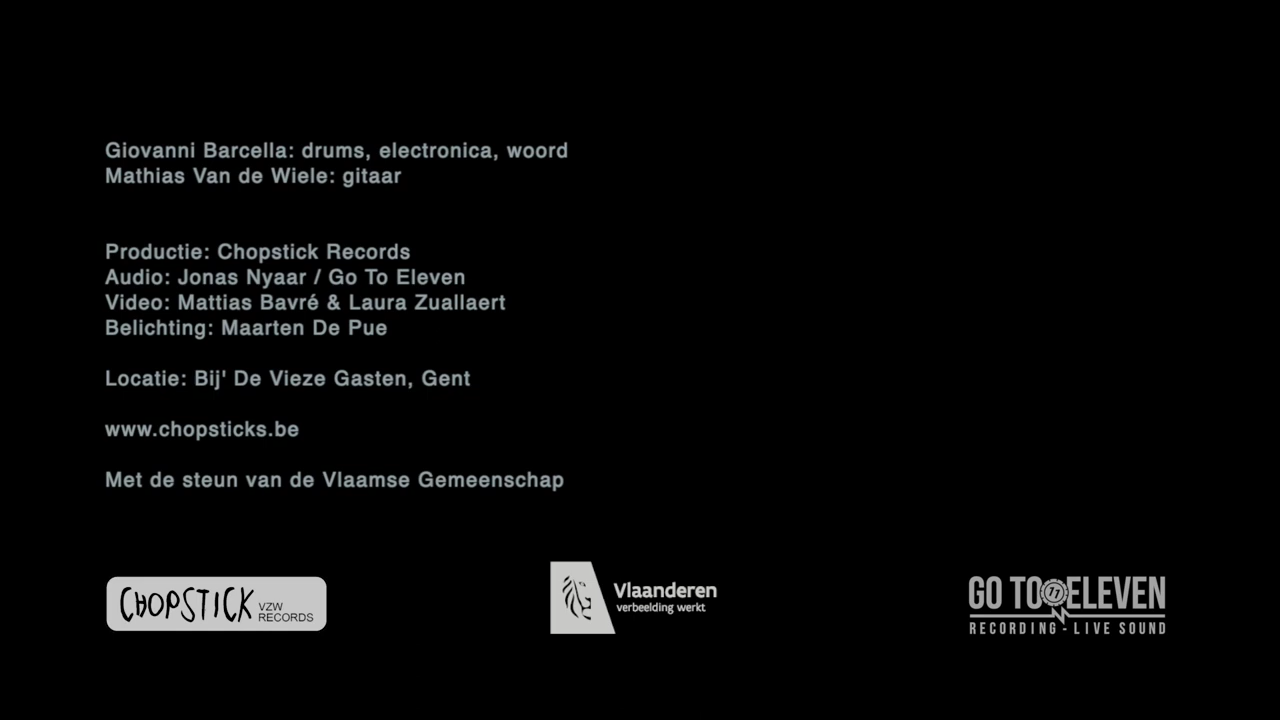 Giovanni Barcella: drums, electronica, woord
Mathias Van de Wiele: gitaar
Productie: Chopstick Records
Audio: Jonas Nyaar / Go To Eleven
Video: Mattias Bavré & Laura Zuallaert
Belichting: Maarten De Pue
Locatie: Bij' De Vieze Gasten, Gent
www.chopsticks.be
Met de steun van de Vlaamse Gemeenschap
CHOPSTICK VZW RECORDS
Vlaanderen
verbeelding werkt
GO TO 11 ELEVEN
RECORDING - LIVE SOUND